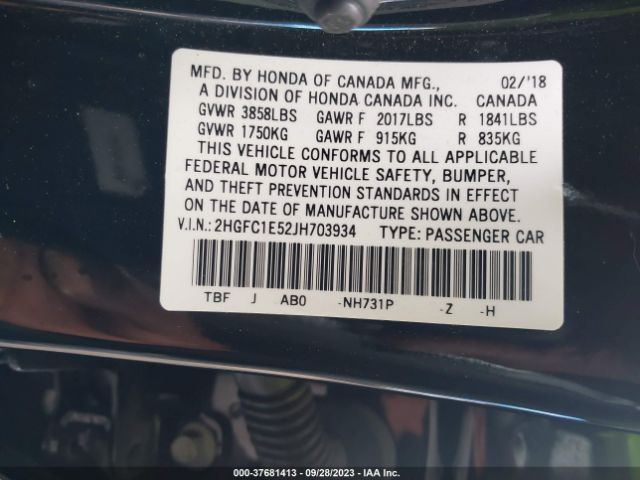 MFD. BY HONDA OF CANADA MFG., 02/'18
A DIVISION OF HONDA CANADA INC. CANADA
GVWR 3858LBS GAWR F 2017LBS R 1841LBS
GVWR 1750KG GAWR F 915KG R 835KG
THIS VEHICLE CONFORMS TO ALL APPLICABLE
FEDERAL MOTOR VEHICLE SAFETY, BUMPER,
AND THEFT PREVENTION STANDARDS IN EFFECT
ON THE DATE OF MANUFACTURE SHOWN ABOVE.
V.I.N.: 2HGFC1E52JH703934 TYPE: PASSENGER CAR
TBF J AB0 -NH731P -Z -H
000-37681413 - 09/28/2023 - IAA Inc.